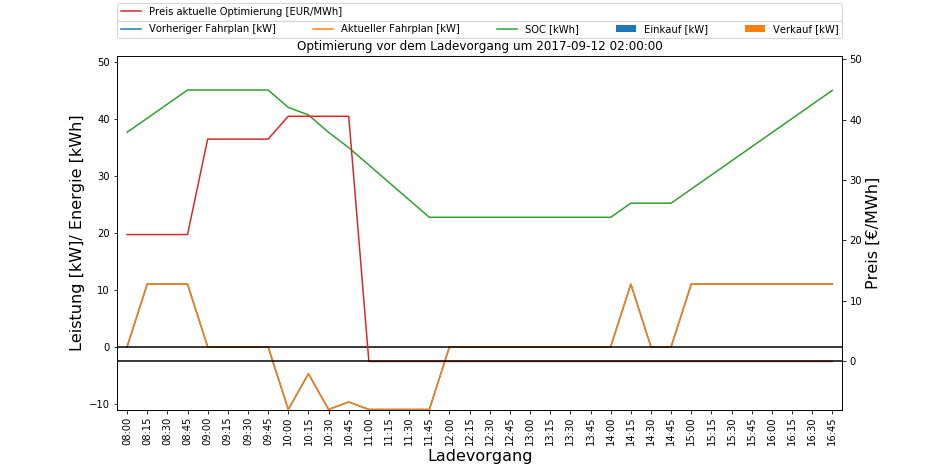 Preis aktuelle Optimierung [EUR/MWh]
Vorheriger Fahrplan [kW] Aktueller Fahrplan [kW] SOC [kWh] Einkauf [kW] Verkauf [kW]
Optimierung vor dem Ladevorgang um 2017-09-12 02:00:00
Leistung [kW]/ Energie [kWh]
50
40
30
20
10
0
−10
50
40
30
20
10
0
Preis [€/MWh]
08:00 08:15 08:30 08:45 09:00 09:15 09:30 09:45 10:00 10:15 10:30 10:45 11:00 11:15 11:30 11:45 12:00 12:15 12:30 12:45 13:00 13:15 13:30 13:45 14:00 14:15 14:30 14:45 15:00 15:15 15:30 15:45 16:00 16:15 16:30 16:45
Ladevorgang